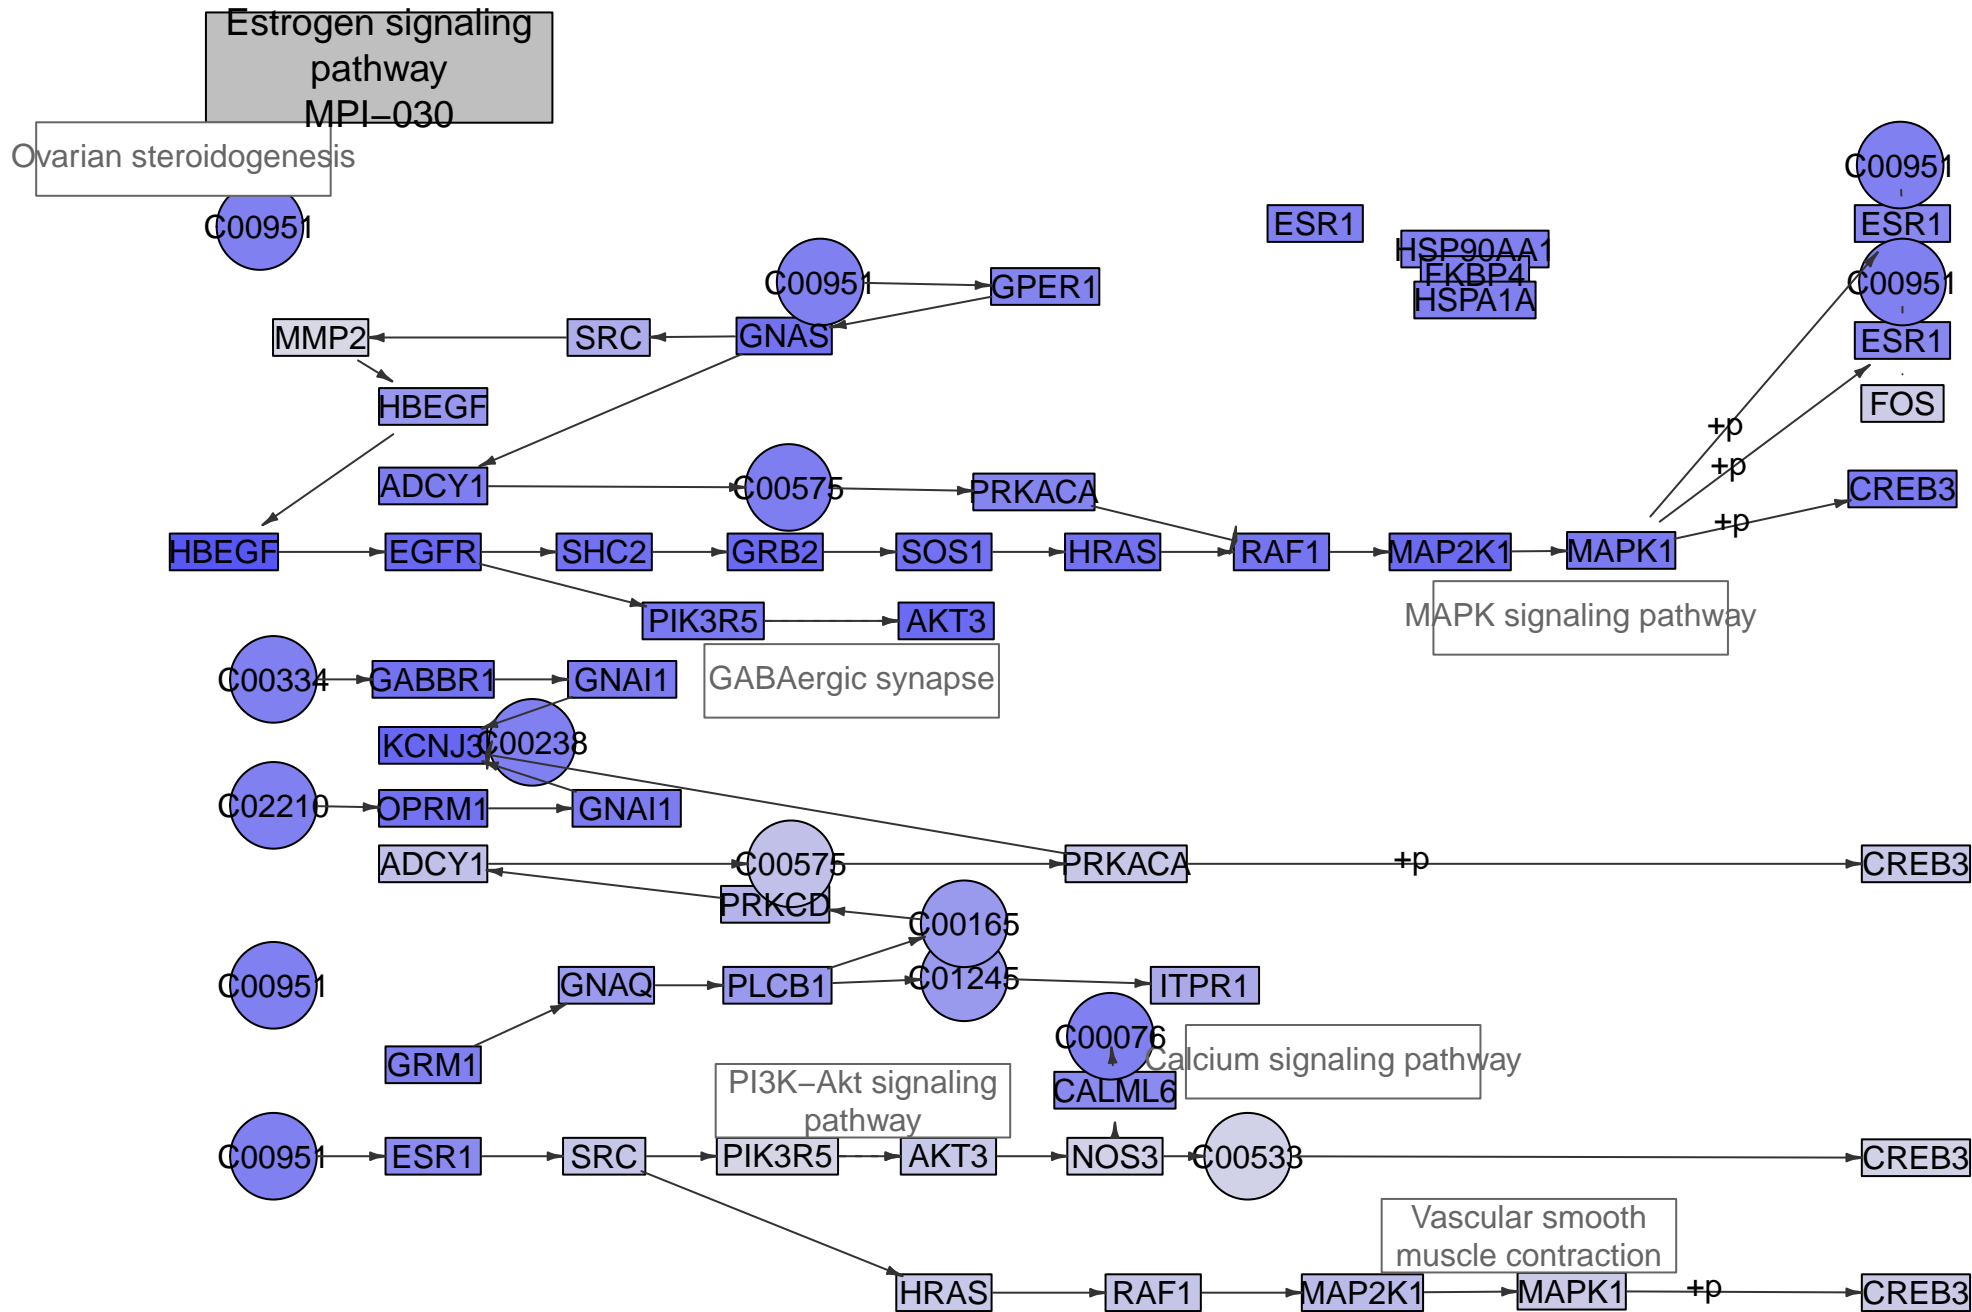 Estrogen signaling
pathway
MPI−030
Ovarian steroidogenesis
C00951
C00951
ESR1
ESR1
C00951
HSP90AA1
FKBP4
HSPA1A
C00951
GPER1
C00951
ESR1
MMP2
SRC
GNAS
HBEGF
FOS
+p
+p
ADCY1
C00575
PRKACA
CREB3
+p
HBEGF
EGFR
SHC2
GRB2
SOS1
HRAS
RAF1
MAP2K1
MAPK1
PIK3R5
AKT3
MAPK signaling pathway
C00334
GABBR1
GNAI1
GABAergic synapse
KCNJ3
C00238
C02210
OPRM1
GNAI1
ADCY1
C00575
PRKACA
+p
CREB3
PRKCD
C00165
C00951
GNAQ
PLCB1
C01245
ITPR1
C00076
Calcium signaling pathway
GRM1
CALML6
PI3K−Akt signaling
pathway
C00951
ESR1
SRC
PIK3R5
AKT3
NOS3
C00533
CREB3
Vascular smooth
muscle contraction
HRAS
RAF1
MAP2K1
MAPK1
+p
CREB3